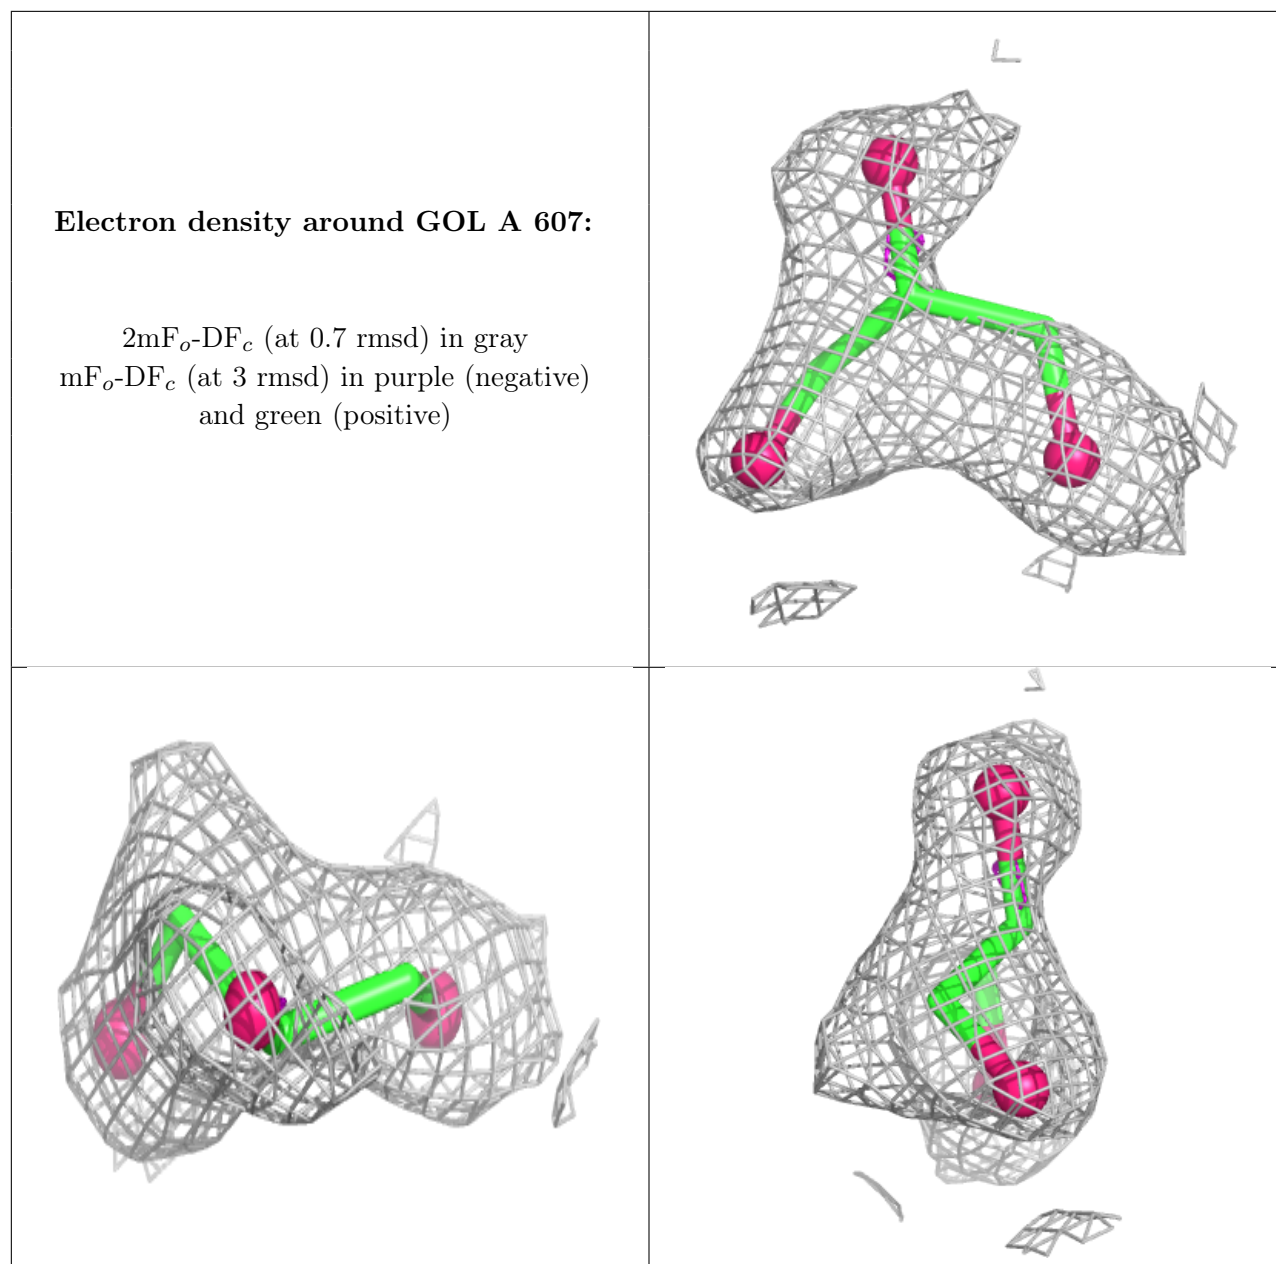 Electron density around GOL A 607:
2mFₒ-DF𝒸 (at 0.7 rmsd) in gray
mFₒ-DF𝒸 (at 3 rmsd) in purple (negative)
and green (positive)